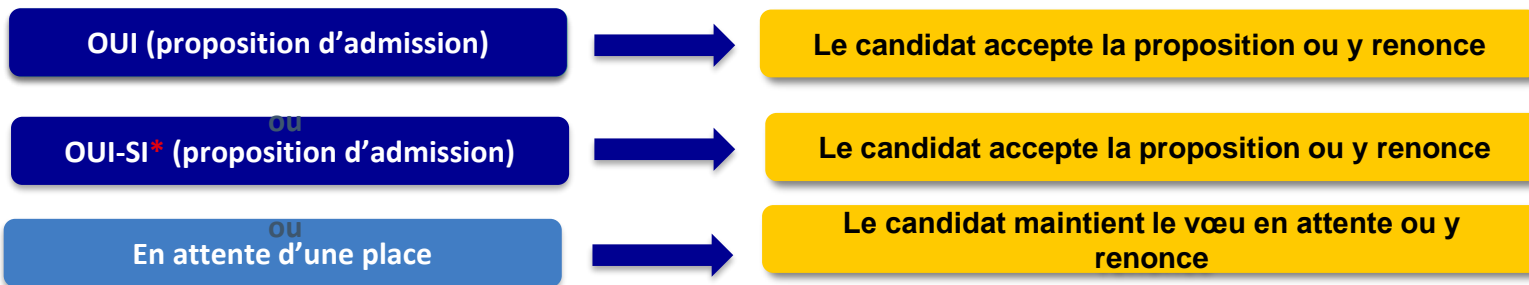 OUI (proposition d’admission)
Le candidat accepte la proposition ou y renonce
ou
OUI-SI* (proposition d’admission)
Le candidat accepte la proposition ou y renonce
ou
En attente d’une place
Le candidat maintient le vœu en attente ou y
renonce